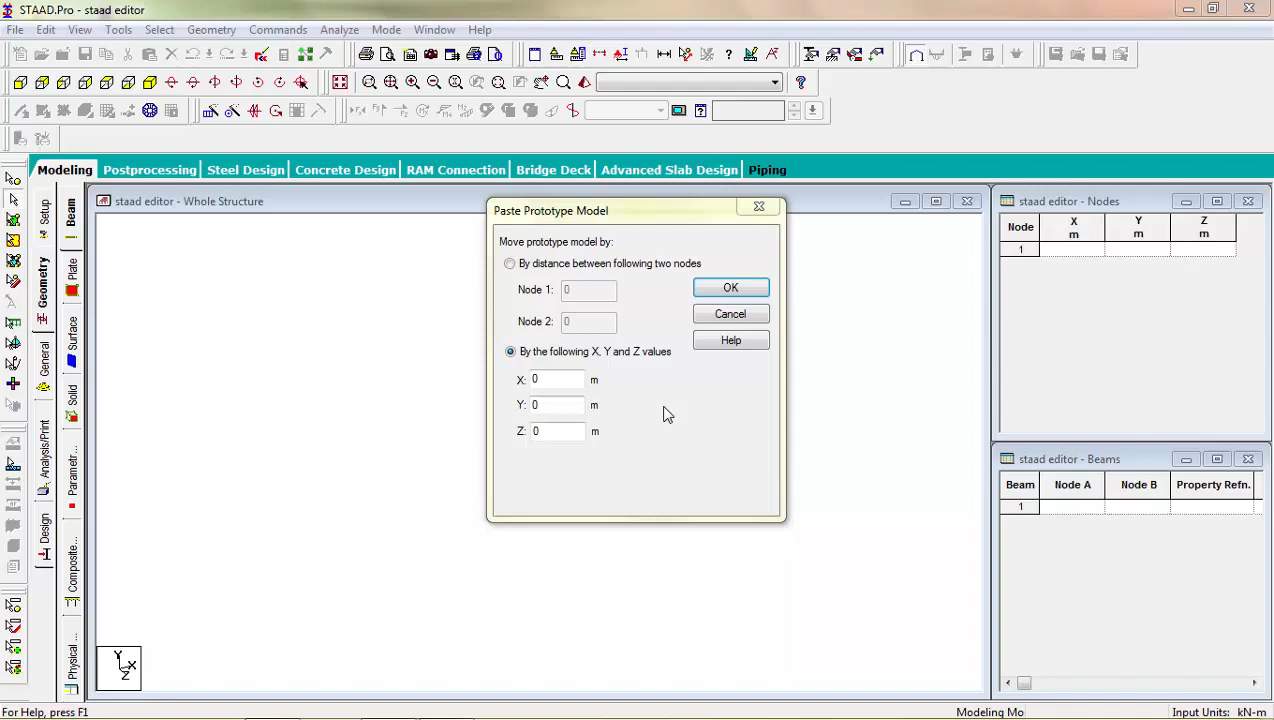 STAAD.Pro - staad editor
File Edit View Tools Select Geometry Commands Analyze Mode Window Help
Modeling Postprocessing Steel Design Concrete Design RAM Connection Bridge Deck Advanced Slab Design Piping
Setup
Geometry
General
Analysis/Print
Design
Beam
Plate
Surface
Solid
Parametr...
Composite...
Physical ...
staad editor - Whole Structure
Y
X
Z
Paste Prototype Model
Move prototype model by:
By distance between following two nodes
Node 1: 0
Node 2: 0
By the following X, Y and Z values
X: 0 m
Y: 0 m
Z: 0 m
OK
Cancel
Help
staad editor - Nodes
Node X m Y m Z m
1
staad editor - Beams
Beam Node A Node B Property Refn.
1
For Help, press F1
Modeling Mo
Input Units: kN-m